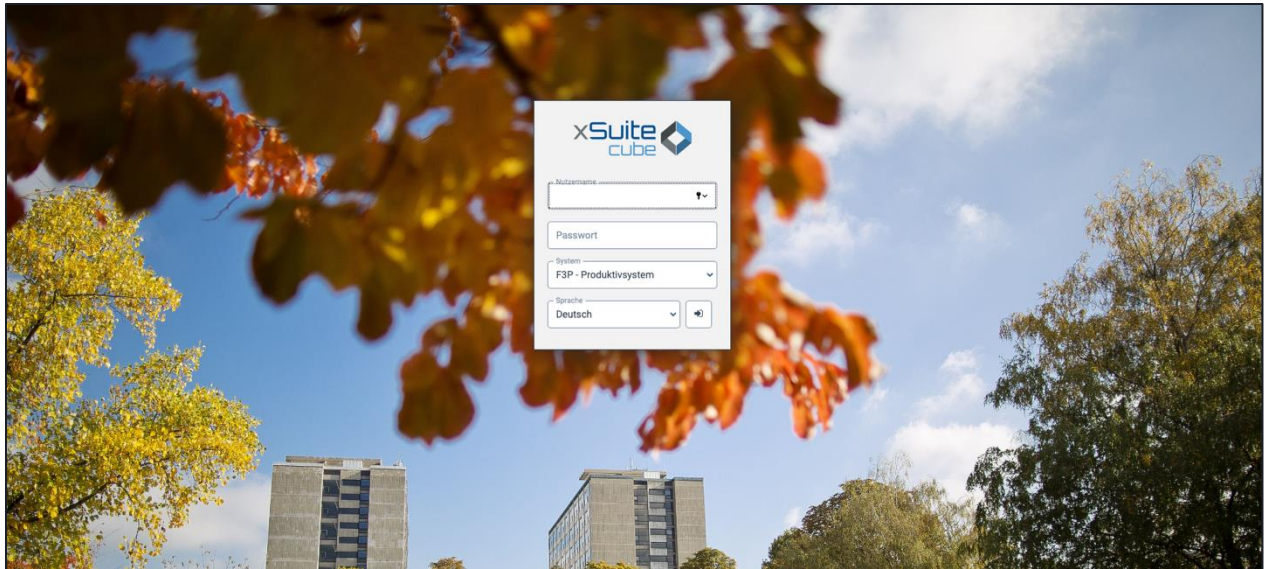 xSuite
cube
Nutzername
Passwort
System
F3P - Produktivsystem
Sprache
Deutsch